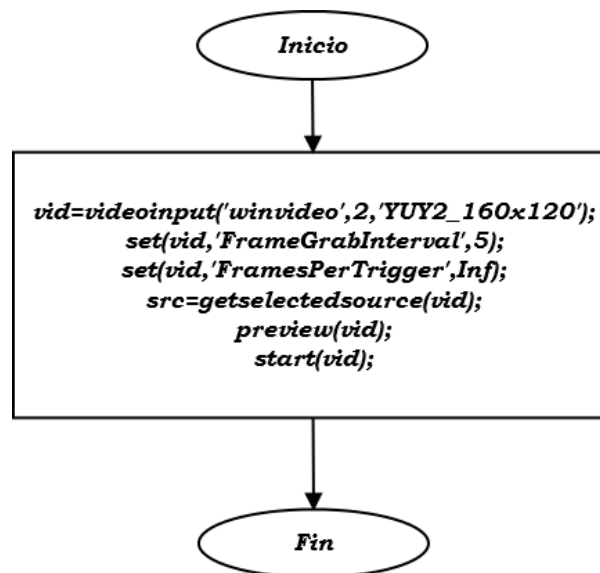 Inicio
vid=videoinput('winvideo',2,'YUY2_160x120');
set(vid,'FrameGrabInterval',5);
set(vid,'FramesPerTrigger',Inf);
src=getselectedsource(vid);
preview(vid);
start(vid);
Fin